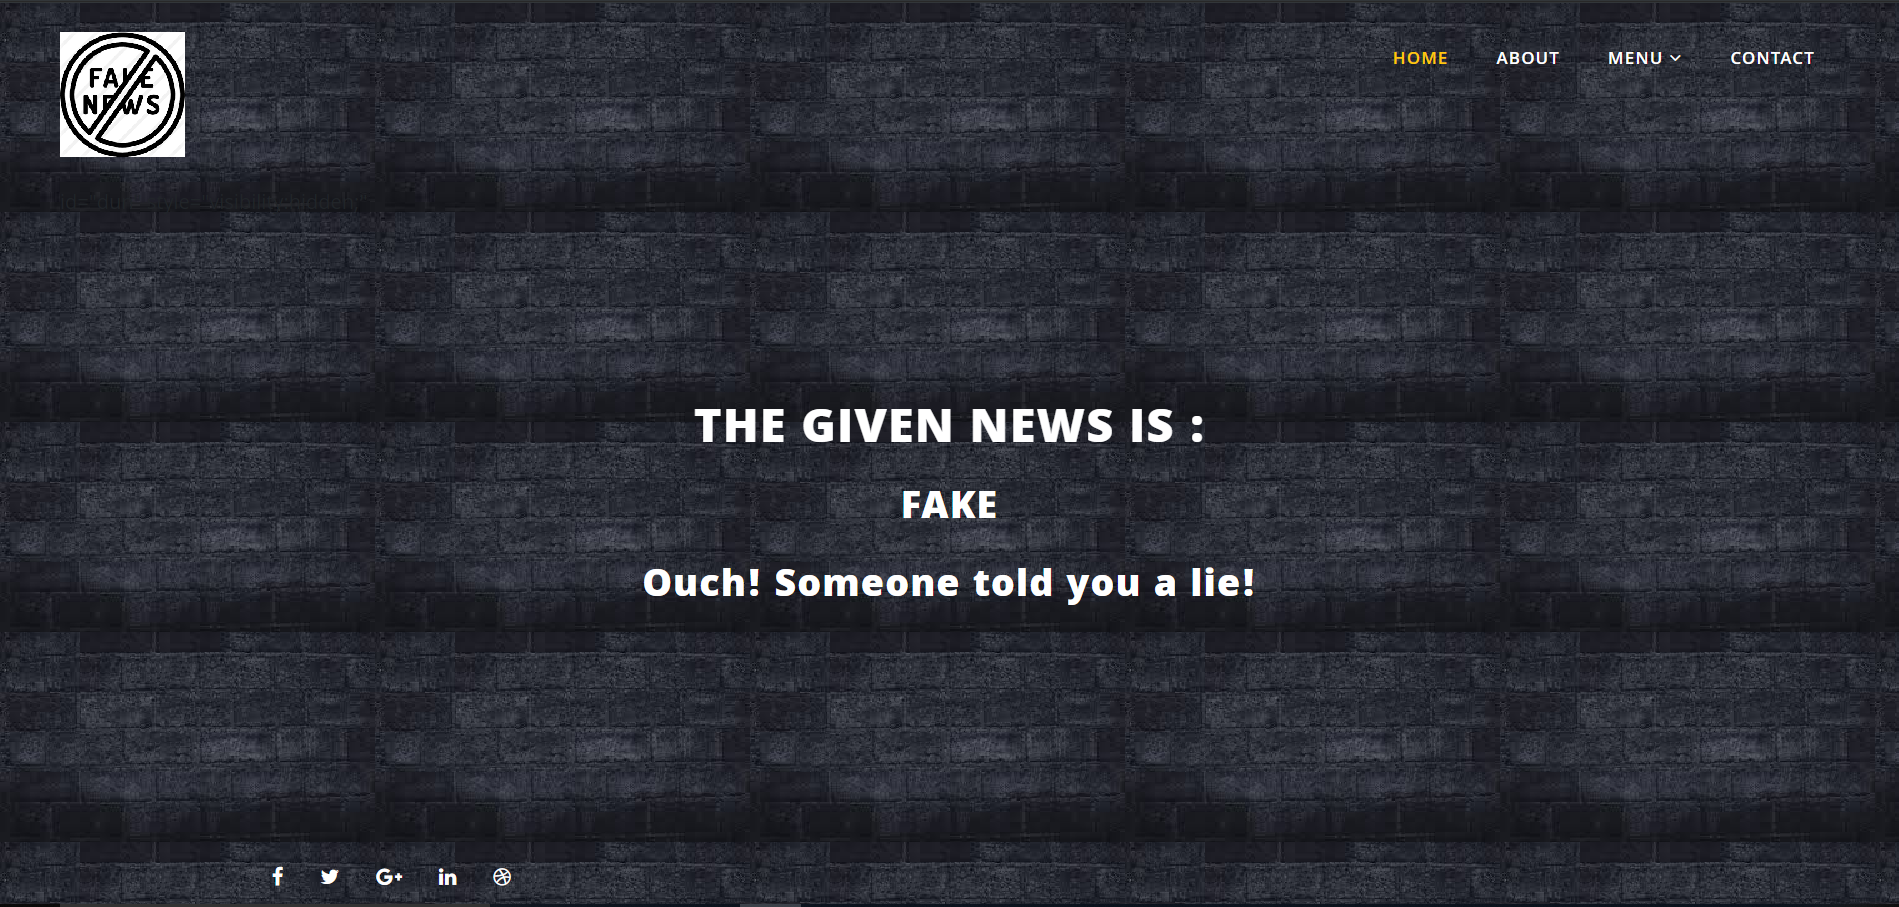 FAKE
NEWS
HOME
ABOUT
MENU
CONTACT
THE GIVEN NEWS IS :
FAKE
Ouch! Someone told you a lie!